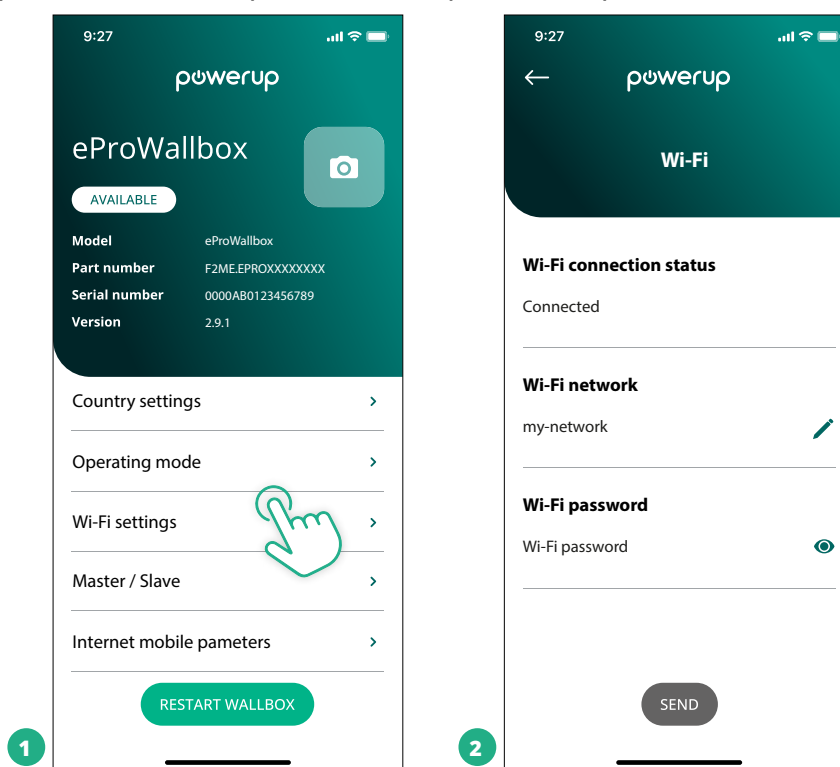 9:27
powerup
eProWallbox
AVAILABLE
Model eProWallbox
Part number F2ME.EPROXXXXXXX
Serial number 0000AB0123456789
Version 2.9.1
Country settings
Operating mode
Wi-Fi settings
Master / Slave
Internet mobile pameters
RESTART WALLBOX
1
9:27
powerup
Wi-Fi
Wi-Fi connection status
Connected
Wi-Fi network
my-network
Wi-Fi password
Wi-Fi password
SEND
2